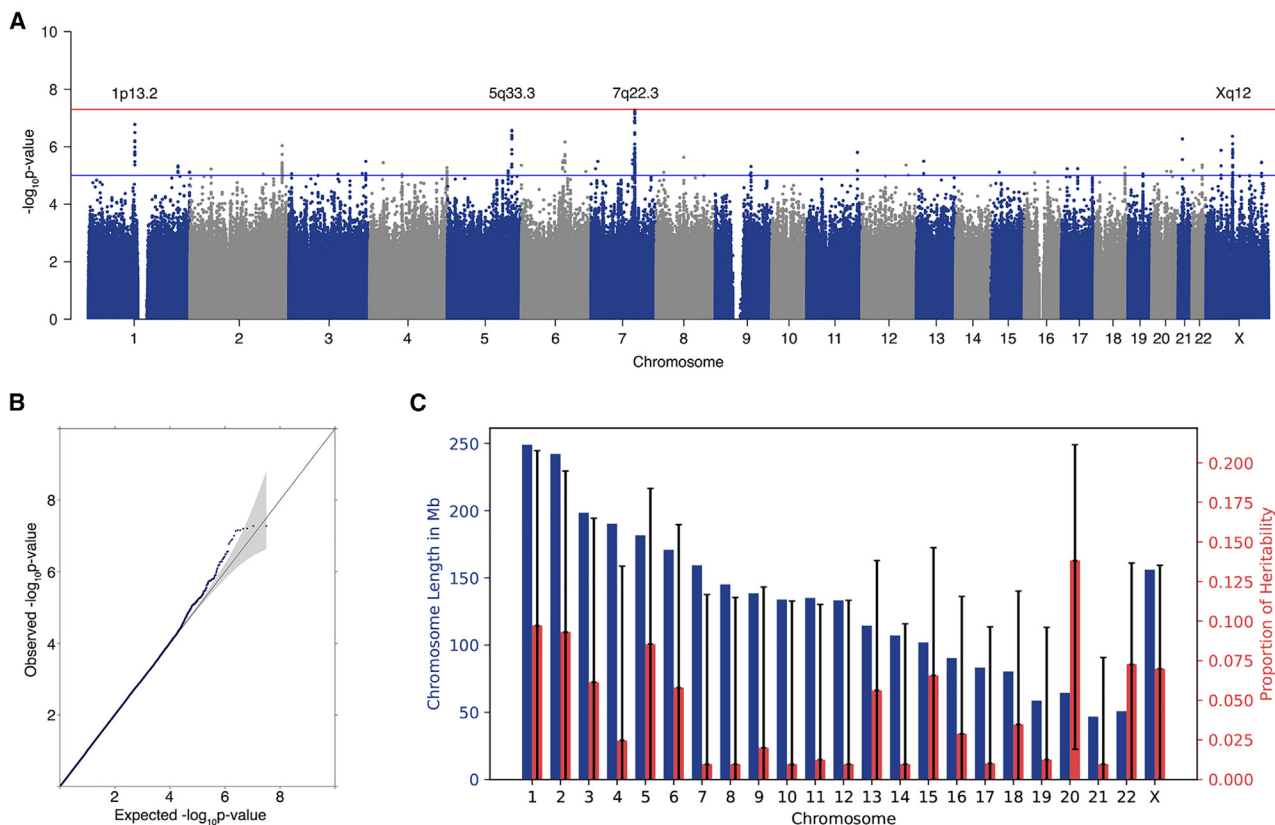 A
10
8
6
4
2
0
-log10p-value
1p13.2
5q33.3
7q22.3
Xq12
1 2 3 4 5 6 7 8 9 10 11 12 13 14 15 16 17 18 19 20 21 22 X
Chromosome
B
8
6
4
2
Observed -log10p-value
2 4 6 8
Expected -log10p-value
C
250
200
150
100
50
0
Chromosome Length in Mb
0.200
0.175
0.150
0.125
0.100
0.075
0.050
0.025
0.000
Proportion of Heritability
1 2 3 4 5 6 7 8 9 10 11 12 13 14 15 16 17 18 19 20 21 22 X
Chromosome